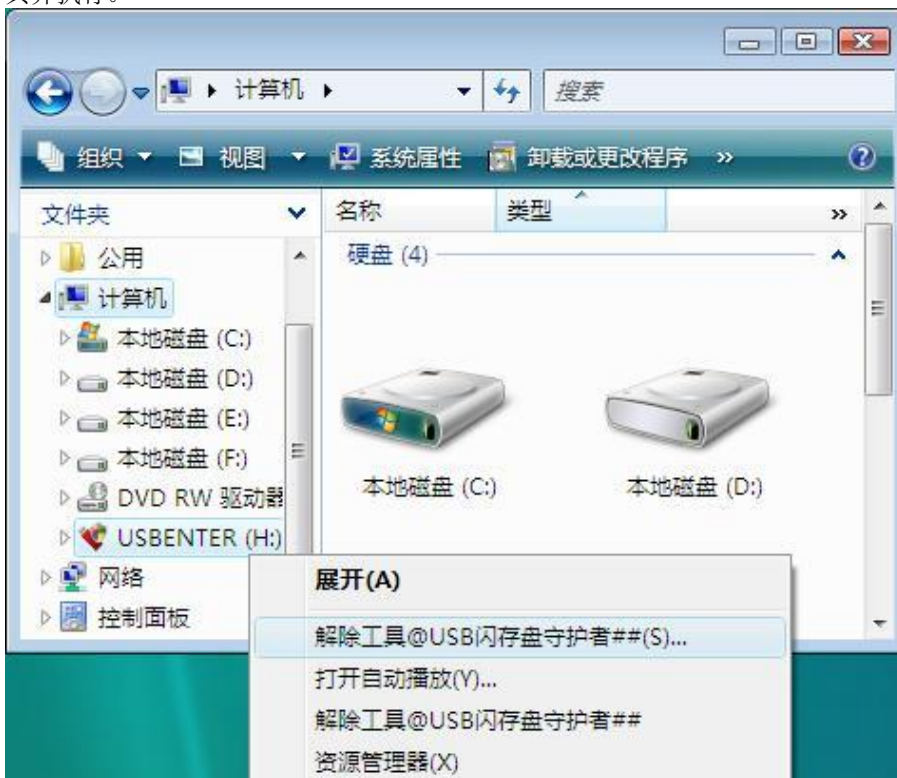 计算机
搜索
组织 视图 系统属性 卸载或更改程序 »
文件夹
名称 类型 »
公用
硬盘 (4)
计算机
本地磁盘 (C:)
本地磁盘 (D:)
本地磁盘 (E:)
本地磁盘 (F:)
DVD RW 驱动器
本地磁盘 (C:) 本地磁盘 (D:)
USBENTER (H:)
网络
控制面板
展开(A)
解除工具@USB闪存盘守护者##(S)...
打开自动播放(Y)...
解除工具@USB闪存盘守护者##
资源管理器(X)